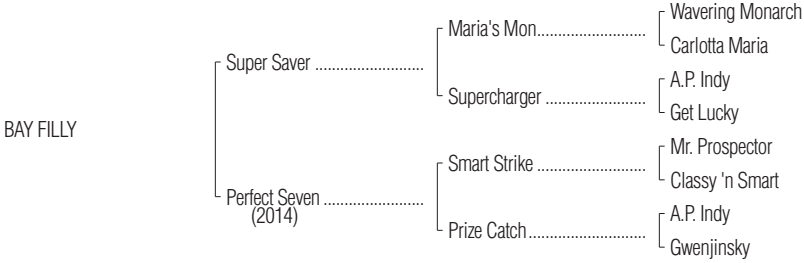 Wavering Monarch
Maria's Mon..........................
Carlotta Maria
Super Saver ..........................
A.P. Indy
Supercharger ........................
Get Lucky
BAY FILLY
Mr. Prospector
Smart Strike ..........................
Classy 'n Smart
Perfect Seven ........................
(2014)
A.P. Indy
Prize Catch............................
Gwenjinsky